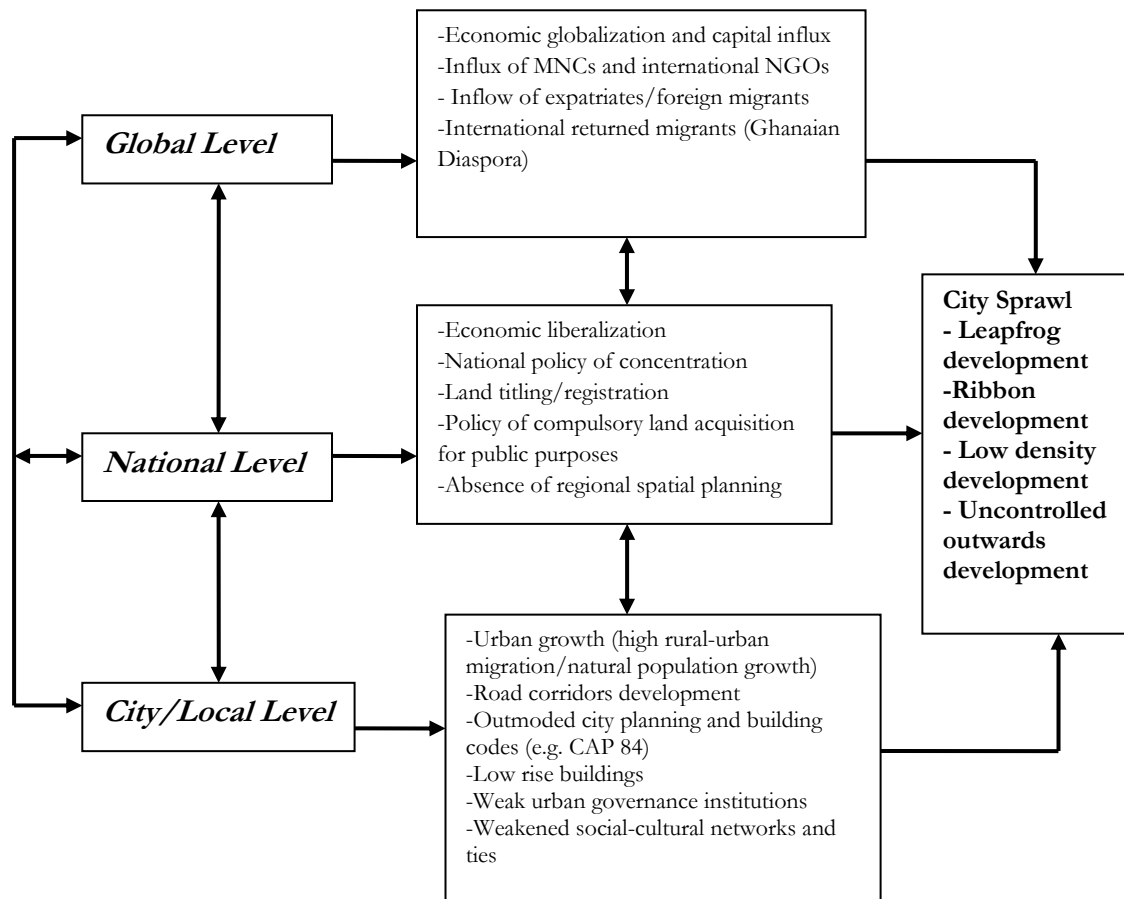 Global Level
-Economic globalization and capital influx
-Influx of MNCs and international NGOs
- Inflow of expatriates/foreign migrants
-International returned migrants (Ghanaian
Diaspora)
National Level
-Economic liberalization
-National policy of concentration
-Land titling/registration
-Policy of compulsory land acquisition
for public purposes
-Absence of regional spatial planning
City/Local Level
-Urban growth (high rural-urban
migration/natural population growth)
-Road corridors development
-Outmoded city planning and building
codes (e.g. CAP 84)
-Low rise buildings
-Weak urban governance institutions
-Weakened social-cultural networks and
ties
City Sprawl
- Leapfrog
development
-Ribbon
development
- Low density
development
- Uncontrolled
outwards
development